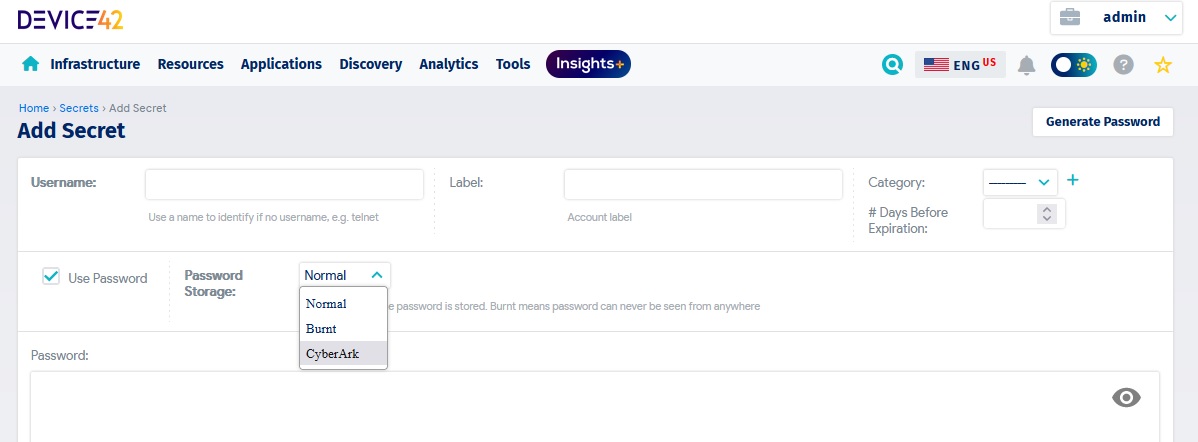 DEVICE42
admin
Infrastructure Resources Applications Discovery Analytics Tools Insights+ ENG US ?
Home › Secrets › Add Secret
Add Secret
Generate Password
Username:
Use a name to identify if no username, e.g. telnet
Label:
Account label
Category: --------- +
# Days Before
Expiration:
Use Password
Password
Storage:
Normal
Normal
Burnt
CyberArk
e password is stored. Burnt means password can never be seen from anywhere
Password: